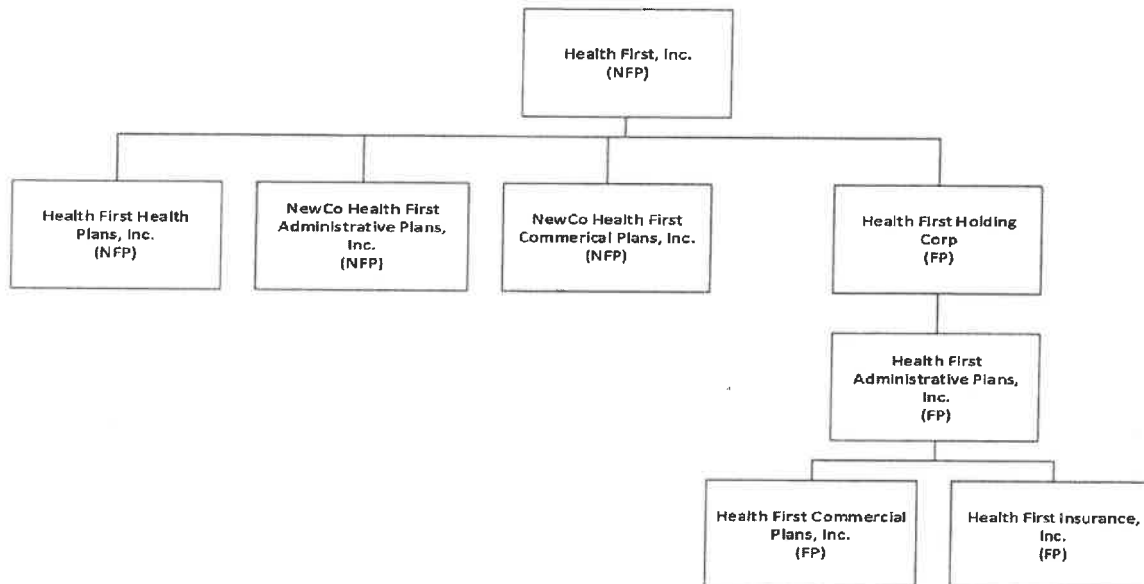 Health First, Inc.
(NFP)
Health First Health
Plans, Inc.
(NFP)
NewCo Health First
Administrative Plans,
Inc.
(NFP)
NewCo Health First
Commerical Plans, Inc.
(NFP)
Health First Holding
Corp
(FP)
Health First
Administrative Plans,
Inc.
(FP)
Health First Commercial
Plans, Inc.
(FP)
Health First Insurance,
Inc.
(FP)